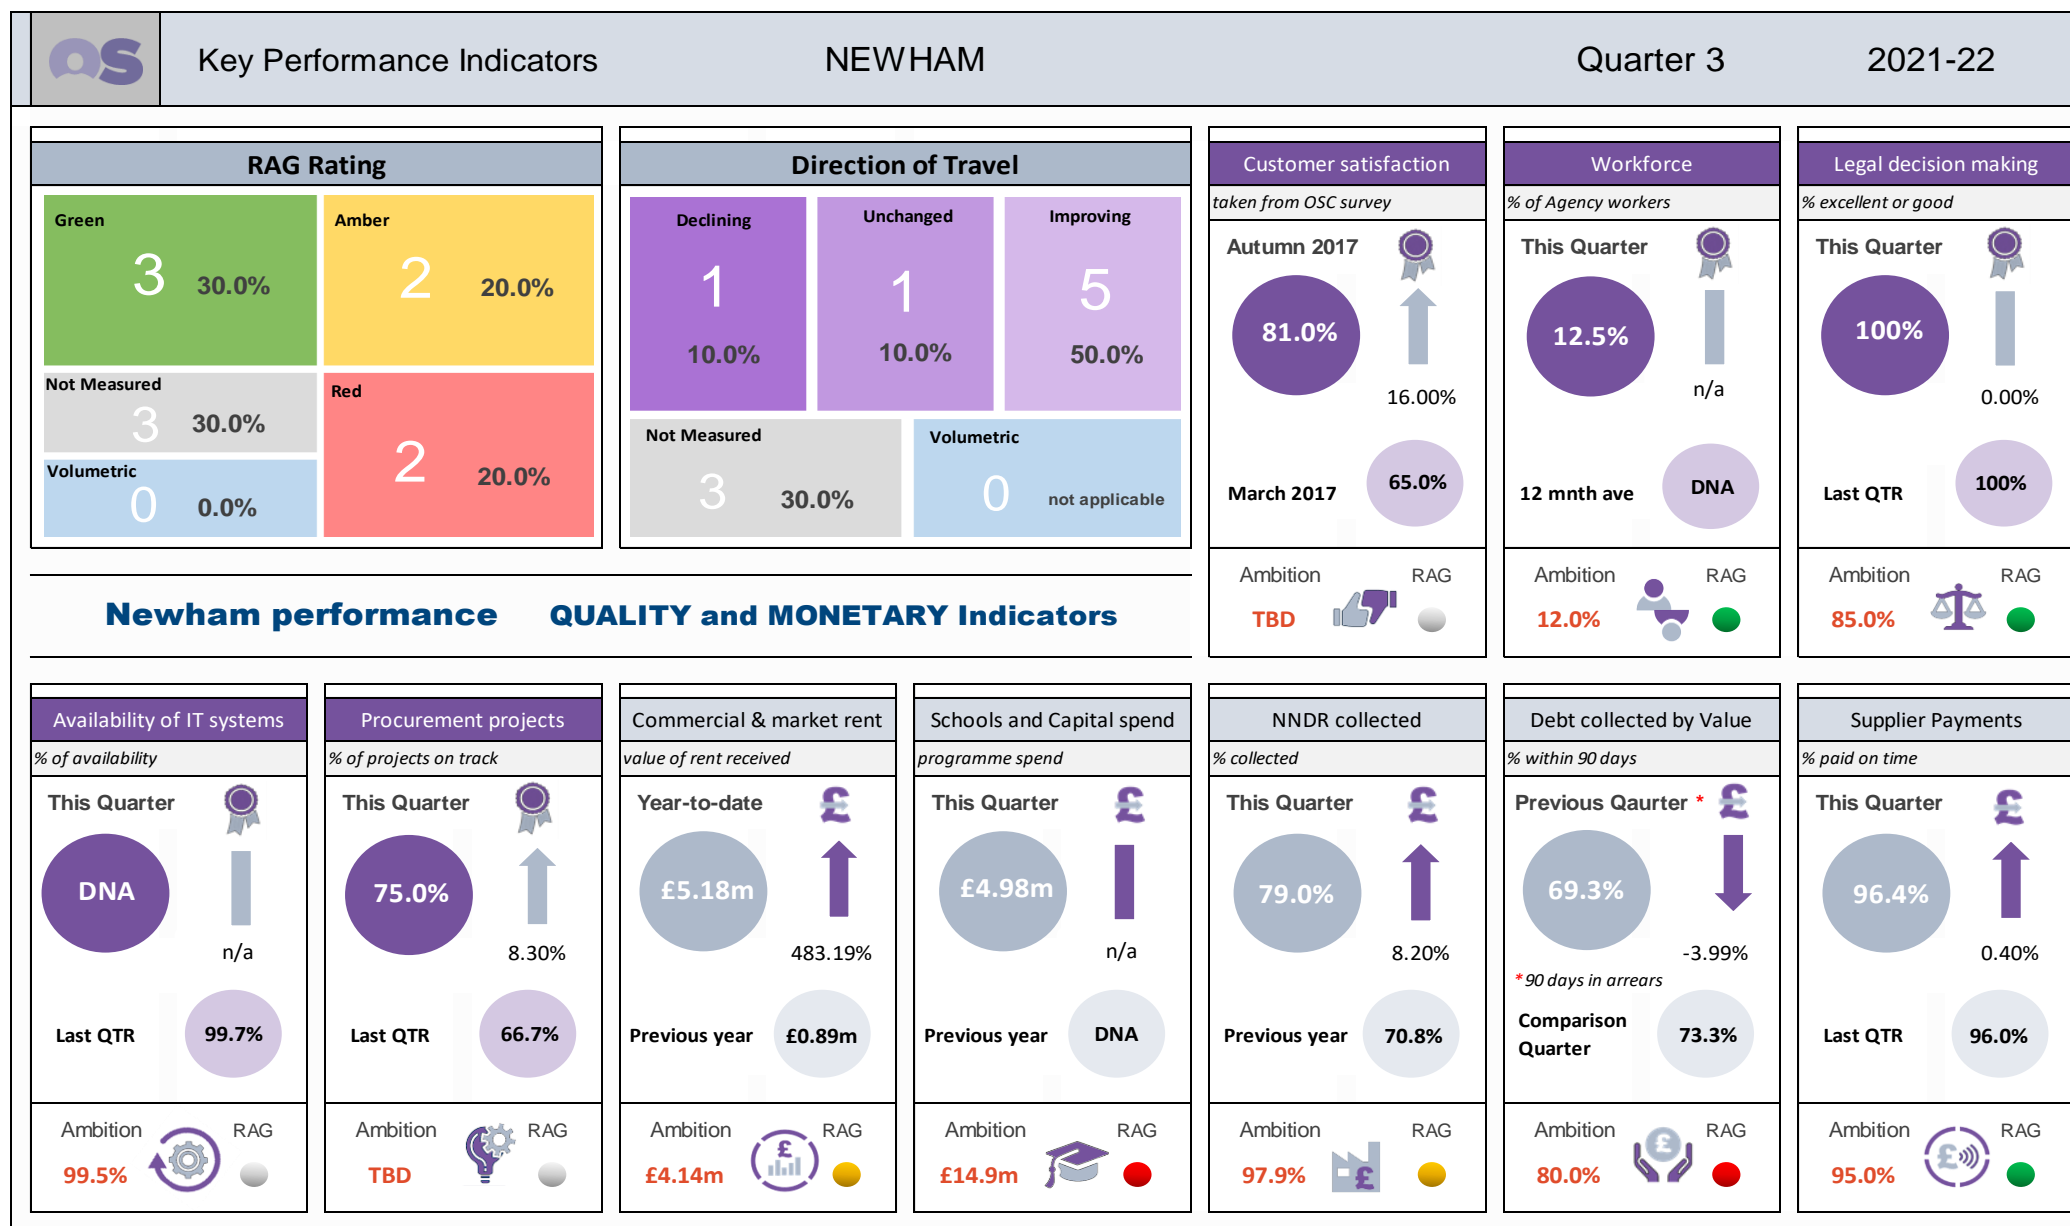 OS
Key Performance Indicators
NEWHAM
Quarter 3
2021-22
RAG Rating
Green
3
30.0%
Amber
2
20.0%
Not Measured
3
30.0%
Red
2
20.0%
Volumetric
0
0.0%
Direction of Travel
Declining
1
10.0%
Unchanged
1
10.0%
Improving
5
50.0%
Not Measured
3
30.0%
Volumetric
0
not applicable
Customer satisfaction
taken from OSC survey
Autumn 2017
81.0%
16.00%
March 2017
65.0%
Ambition
RAG
TBD
Workforce
% of Agency workers
This Quarter
12.5%
n/a
12 mnth ave
DNA
Ambition
RAG
12.0%
Legal decision making
% excellent or good
This Quarter
100%
0.00%
Last QTR
100%
Ambition
RAG
85.0%
Newham performance
QUALITY and MONETARY Indicators
Availability of IT systems
% of availability
This Quarter
DNA
n/a
Last QTR
99.7%
Ambition
RAG
99.5%
Procurement projects
% of projects on track
This Quarter
75.0%
8.30%
Last QTR
66.7%
Ambition
RAG
TBD
Commercial & market rent
value of rent received
Year-to-date
£
£5.18m
483.19%
Previous year
£0.89m
Ambition
RAG
£
£4.14m
Schools and Capital spend
programme spend
This Quarter
£
£4.98m
n/a
Previous year
DNA
Ambition
RAG
£14.9m
NNDR collected
% collected
This Quarter
£
79.0%
8.20%
Previous year
70.8%
Ambition
RAG
97.9%
£
Debt collected by Value
% within 90 days
Previous Qaurter *
£
69.3%
-3.99%
*90 days in arrears
Comparison
Quarter
73.3%
Ambition
RAG
£
80.0%
Supplier Payments
% paid on time
This Quarter
£
96.4%
0.40%
Last QTR
96.0%
Ambition
RAG
£
95.0%